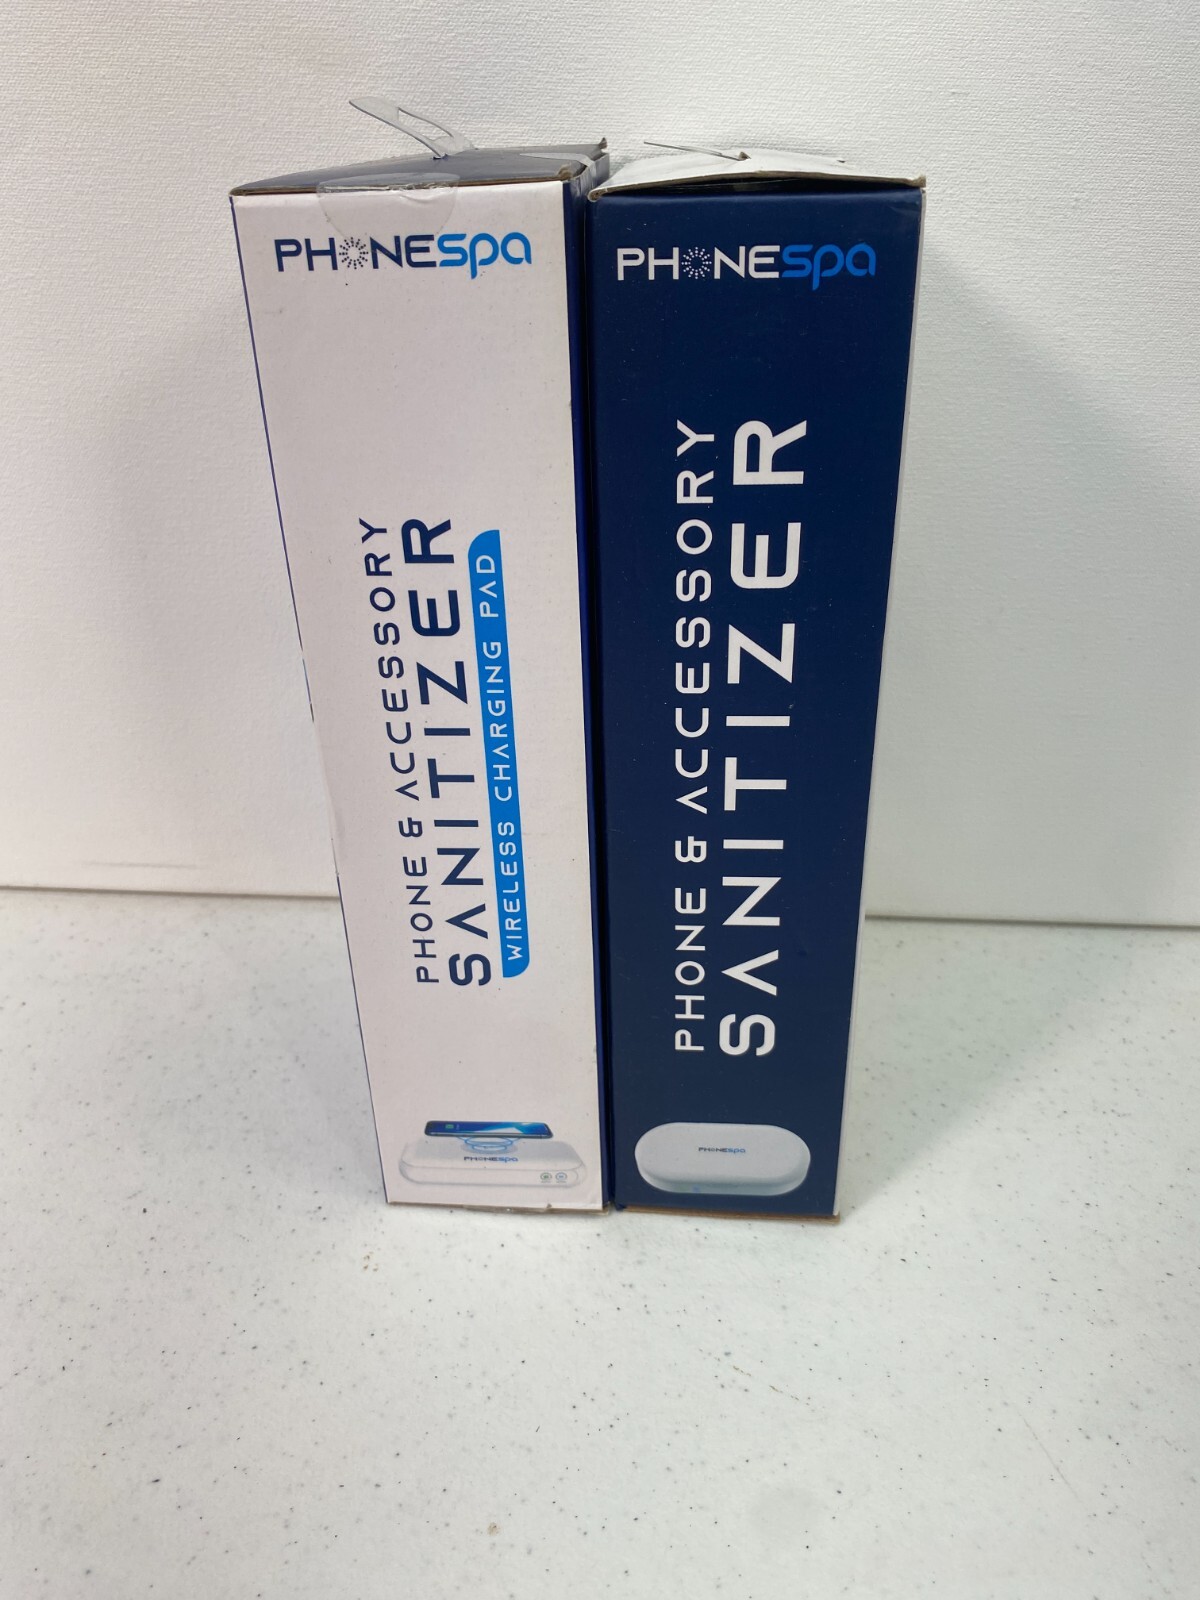 PHONESpa
PHONE & ACCESSORY
SANITIZER
WIRELESS CHARGING PAD
PHONESpa
PHONESpa
PHONE & ACCESSORY
SANITIZER
PHONESpa